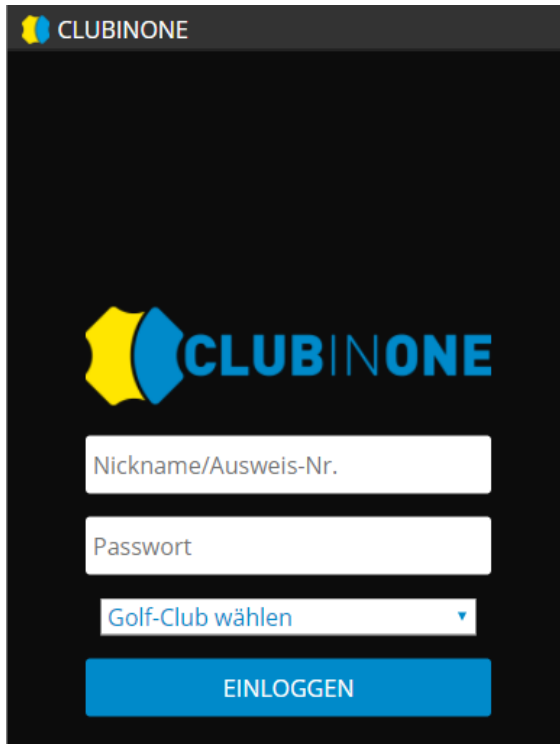 CLUBINONE
CLUBINONE
Nickname/Ausweis-Nr.
Passwort
Golf-Club wählen
EINLOGGEN